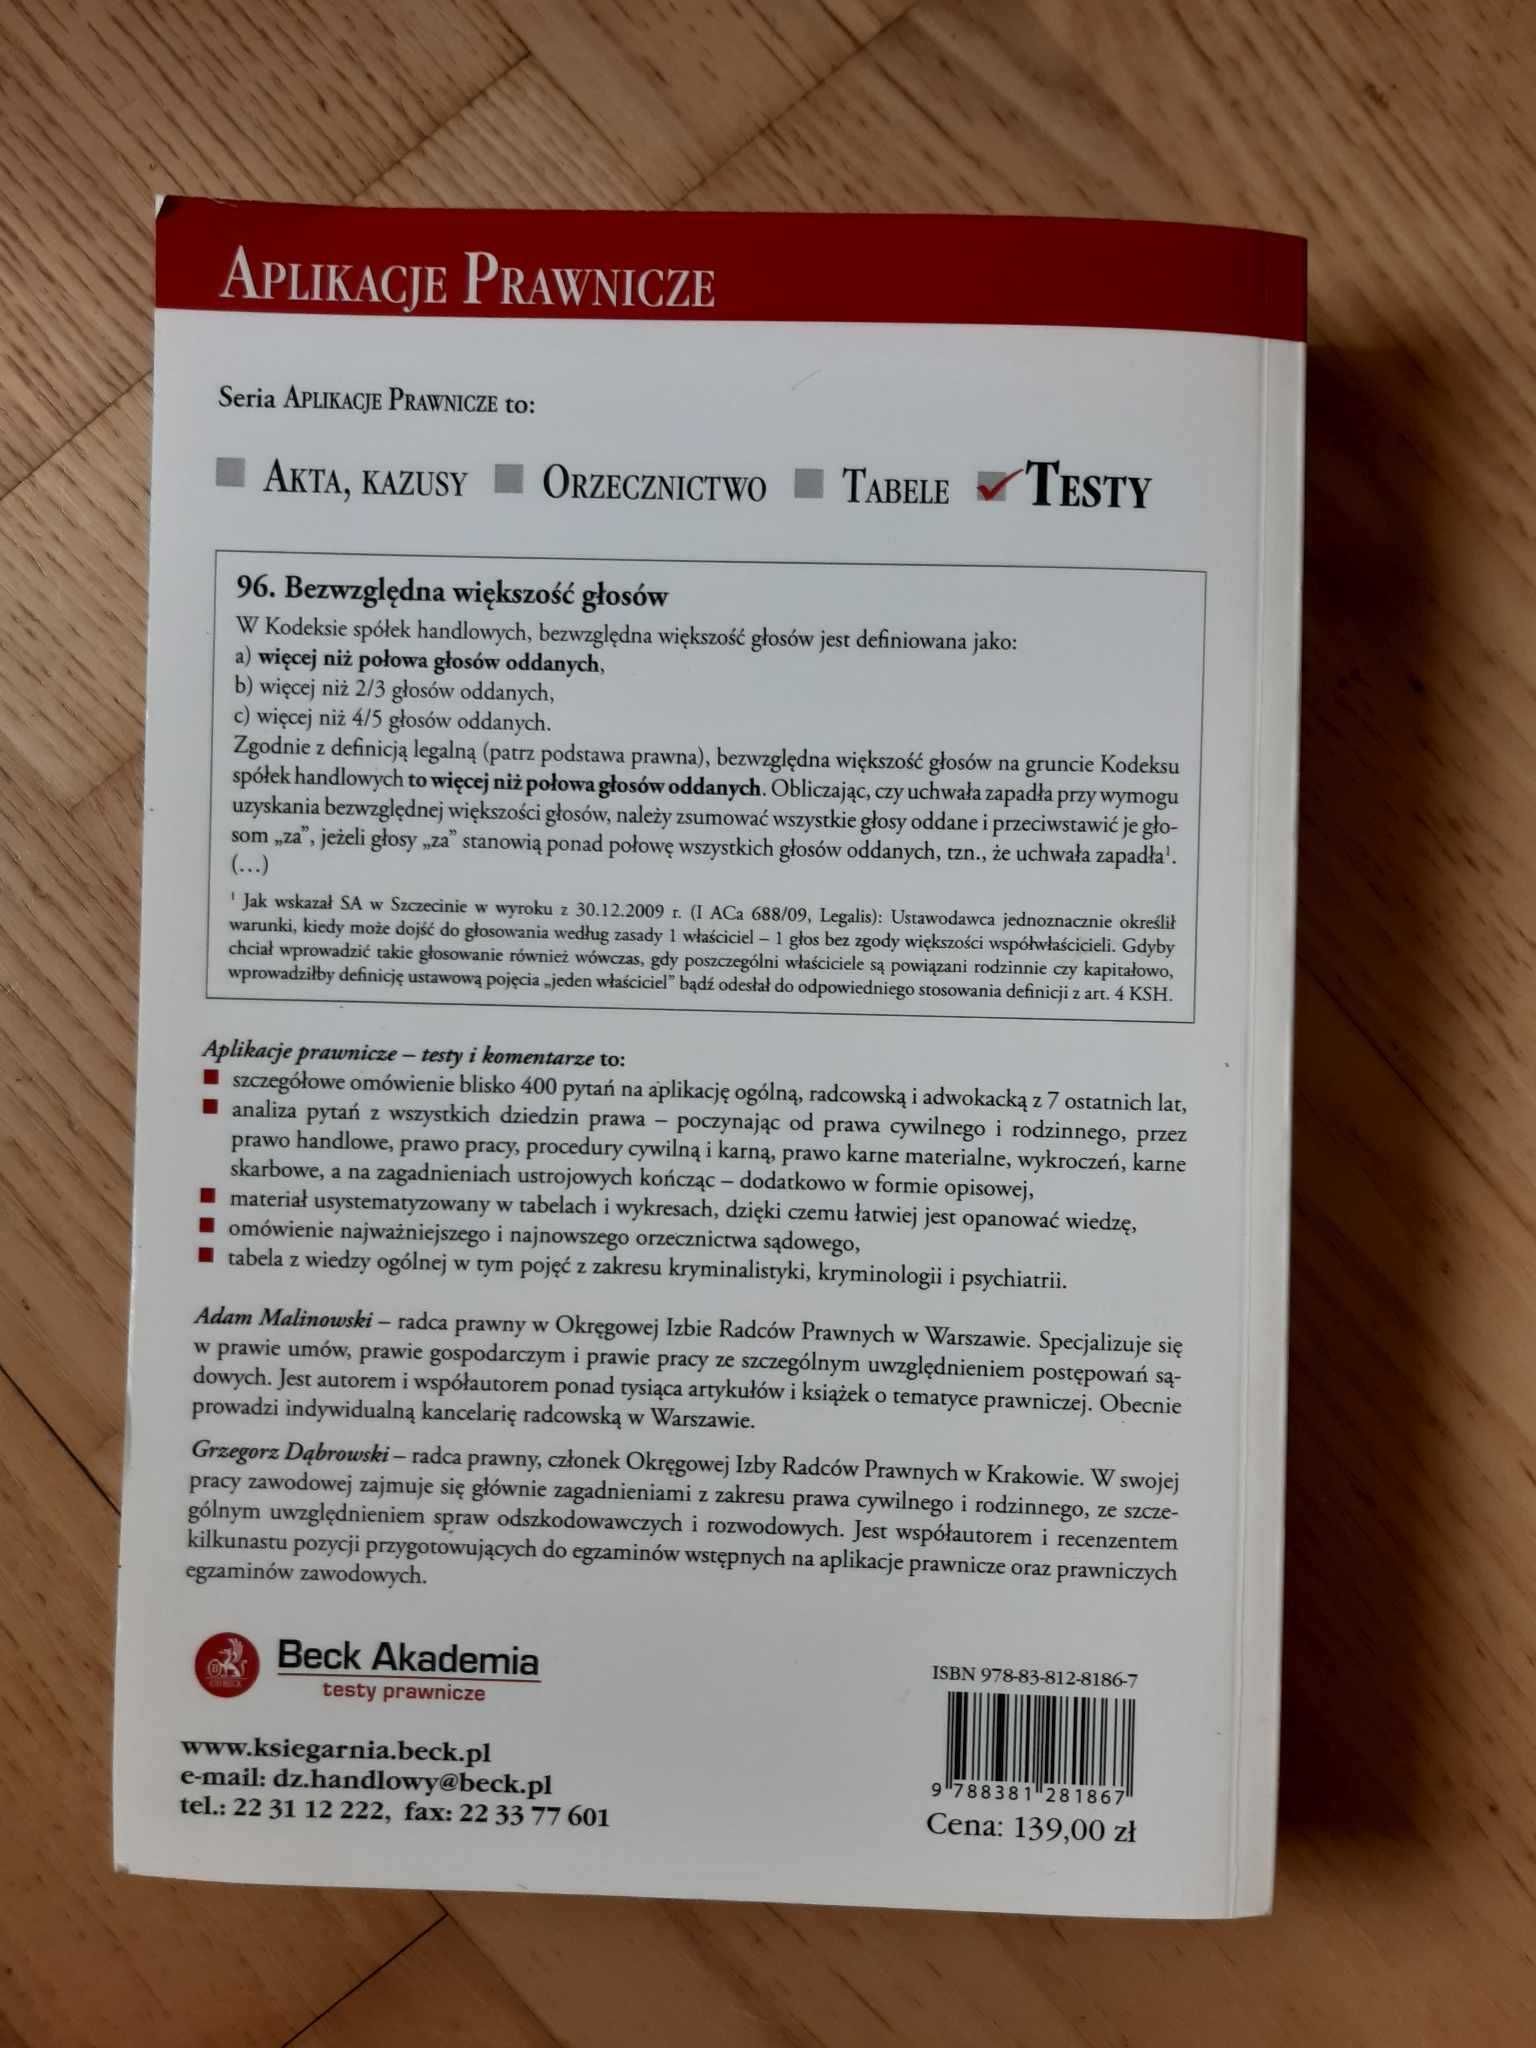 APLIKACJE PRAWNICZE
Seria APLIKACJE PRAWNICZE to:
AKTA, KAZUSY ORZECZNICTWO TABELE TESTY
96. Bezwzględna większość głosów
W Kodeksie spółek handlowych, bezwzględna większość głosów jest definiowana jako:
a) więcej niż połowa głosów oddanych,
b) więcej niż 2/3 głosów oddanych,
c) więcej niż 4/5 głosów oddanych.
Zgodnie z definicją legalną (patrz podstawa prawna), bezwzględna większość głosów na gruncie Kodeksu
spółek handlowych to więcej niż połowa głosów oddanych. Obliczając, czy uchwała zapadła przy wymogu
uzyskania bezwzględnej większości głosów, należy zsumować wszystkie głosy oddane i przeciwstawić je gło-
som „za”, jeżeli głosy „za” stanowią ponad połowę wszystkich głosów oddanych, tzn., że uchwała zapadła¹.
(...)
¹ Jak wskazał SA w Szczecinie w wyroku z 30.12.2009 r. (I ACa 688/09, Legalis): Ustawodawca jednoznacznie określił
warunki, kiedy może dojść do głosowania według zasady 1 właściciel – 1 głos bez zgody większości współwłaścicieli. Gdyby
chciał wprowadzić takie głosowanie również wówczas, gdy poszczególni właściciele są powiązani rodzinnie czy kapitałowo,
wprowadziłby definicję ustawową pojęcia „jeden właściciel” bądź odesłał do odpowiedniego stosowania definicji z art. 4 KSH.
Aplikacje prawnicze – testy i komentarze to:
szczegółowe omówienie blisko 400 pytań na aplikację ogólną, radcowską i adwokacką z 7 ostatnich lat,
analiza pytań z wszystkich dziedzin prawa – poczynając od prawa cywilnego i rodzinnego, przez
prawo handlowe, prawo pracy, procedury cywilną i karną, prawo karne materialne, wykroczeń, karne
skarbowe, a na zagadnieniach ustrojowych kończąc – dodatkowo w formie opisowej,
materiał usystematyzowany w tabelach i wykresach, dzięki czemu łatwiej jest opanować wiedzę,
omówienie najważniejszego i najnowszego orzecznictwa sądowego,
tabela z wiedzy ogólnej w tym pojęć z zakresu kryminalistyki, kryminologii i psychiatrii.
Adam Malinowski – radca prawny w Okręgowej Izbie Radców Prawnych w Warszawie. Specjalizuje się
w prawie umów, prawie gospodarczym i prawie pracy ze szczególnym uwzględnieniem postępowań są-
dowych. Jest autorem i współautorem ponad tysiąca artykułów i książek o tematyce prawniczej. Obecnie
prowadzi indywidualną kancelarię radcowską w Warszawie.
Grzegorz Dąbrowski – radca prawny, członek Okręgowej Izby Radców Prawnych w Krakowie. W swojej
pracy zawodowej zajmuje się głównie zagadnieniami z zakresu prawa cywilnego i rodzinnego, ze szcze-
gólnym uwzględnieniem spraw odszkodowawczych i rozwodowych. Jest współautorem i recenzentem
kilkunastu pozycji przygotowujących do egzaminów wstępnych na aplikacje prawnicze oraz prawniczych
egzaminów zawodowych.
Beck Akademia
testy prawnicze
www.ksiegarnia.beck.pl
e-mail: dz.handlowy@beck.pl
tel.: 22 31 12 222, fax: 22 33 77 601
ISBN 978-83-812-8186-7
9 788381 281867
Cena: 139,00 zł